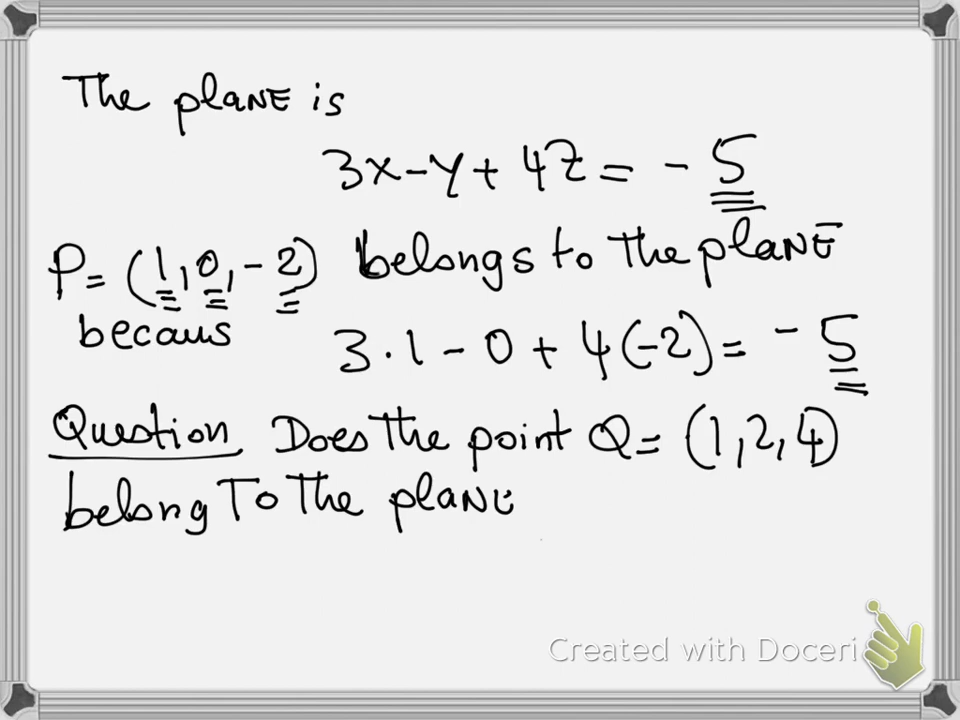 The plane is
3x-y+4z=-5
P=(1,0,-2) belongs to the plane
becaus
3·1-0+4(-2)=-5
Question Does the point Q=(1,2,4)
belong To the plane
Created with Doceri